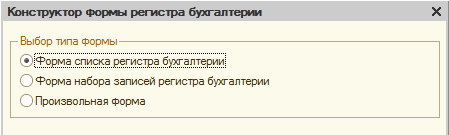 Конструктор формы регистра бухгалтерии
Выбор типа формы
Форма списка регистра бухгалтерии
Форма набора записей регистра бухгалтерии
Произвольная форма